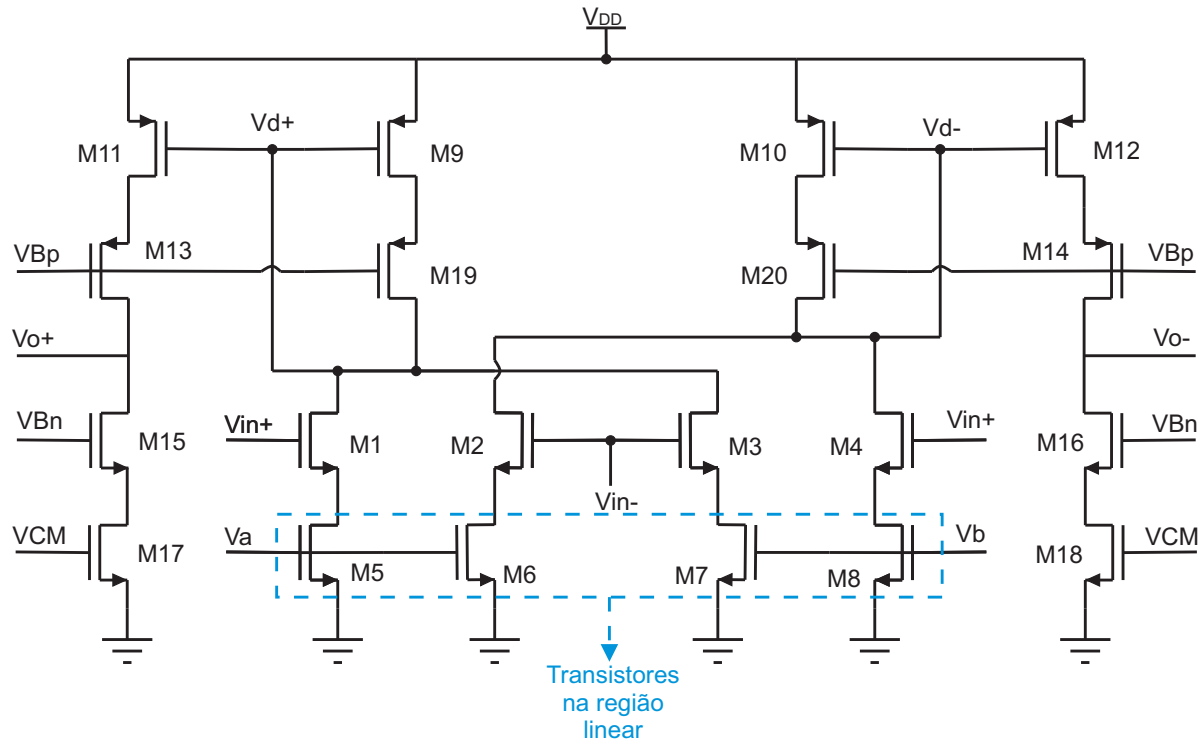 VDD
Vd+
Vd-
M11
M9
M10
M12
VBp
M13
M19
M20
M14
VBp
Vo+
Vo-
VBn
M15
Vin+
M1
M2
M3
M4
Vin+
M16
VBn
Vin-
VCM
M17
Va
M5
M6
M7
M8
Vb
M18
VCM
Transistores
na região
linear